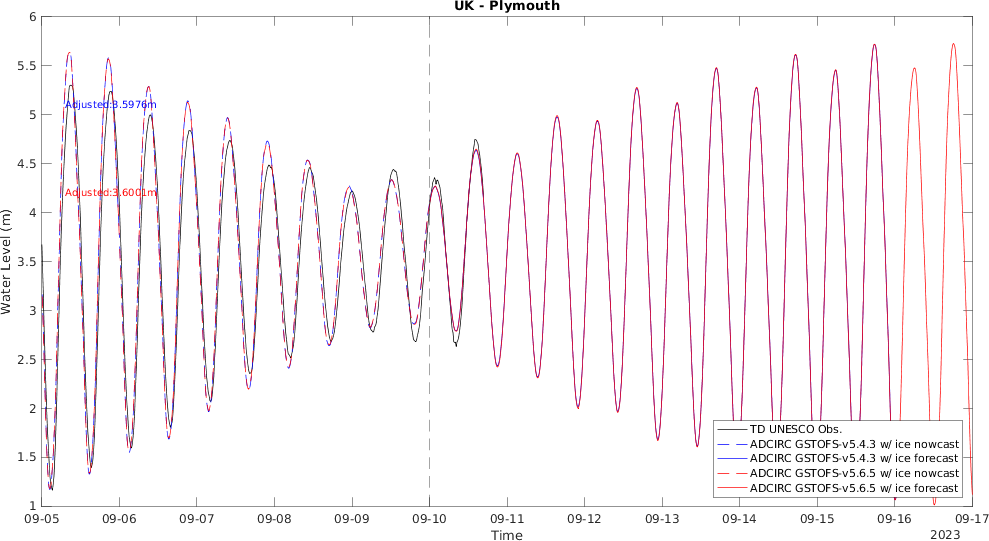 UK - Plymouth
6
5.5
5
4.5
4
3.5
3
2.5
2
1.5
1
Water Level (m)
Adjusted:3.5976m
Adjusted:3.6001m
TD UNESCO Obs.
ADCIRC GSTOFS-v5.4.3 w/ ice nowcast
ADCIRC GSTOFS-v5.4.3 w/ ice forecast
ADCIRC GSTOFS-v5.6.5 w/ ice nowcast
ADCIRC GSTOFS-v5.6.5 w/ ice forecast
09-05 09-06 09-07 09-08 09-09 09-10 09-11 09-12 09-13 09-14 09-15 09-16 09-17
Time
2023